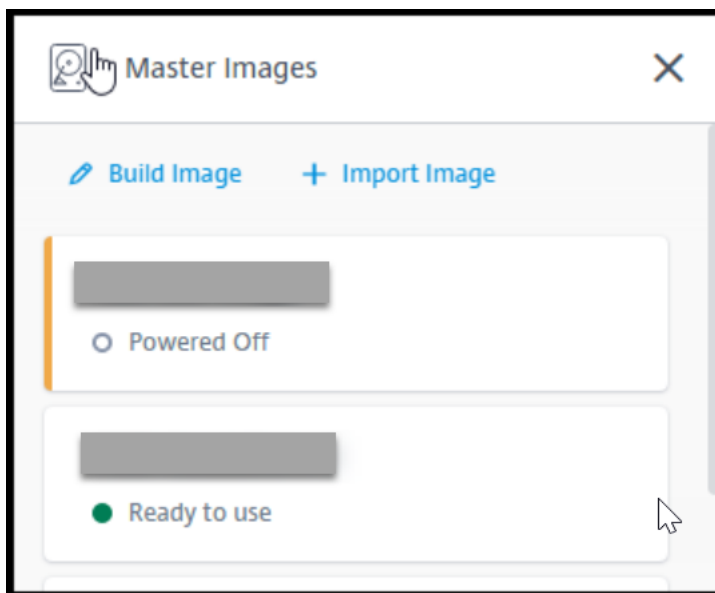 Master Images
Build Image
Import Image
Powered Off
Ready to use